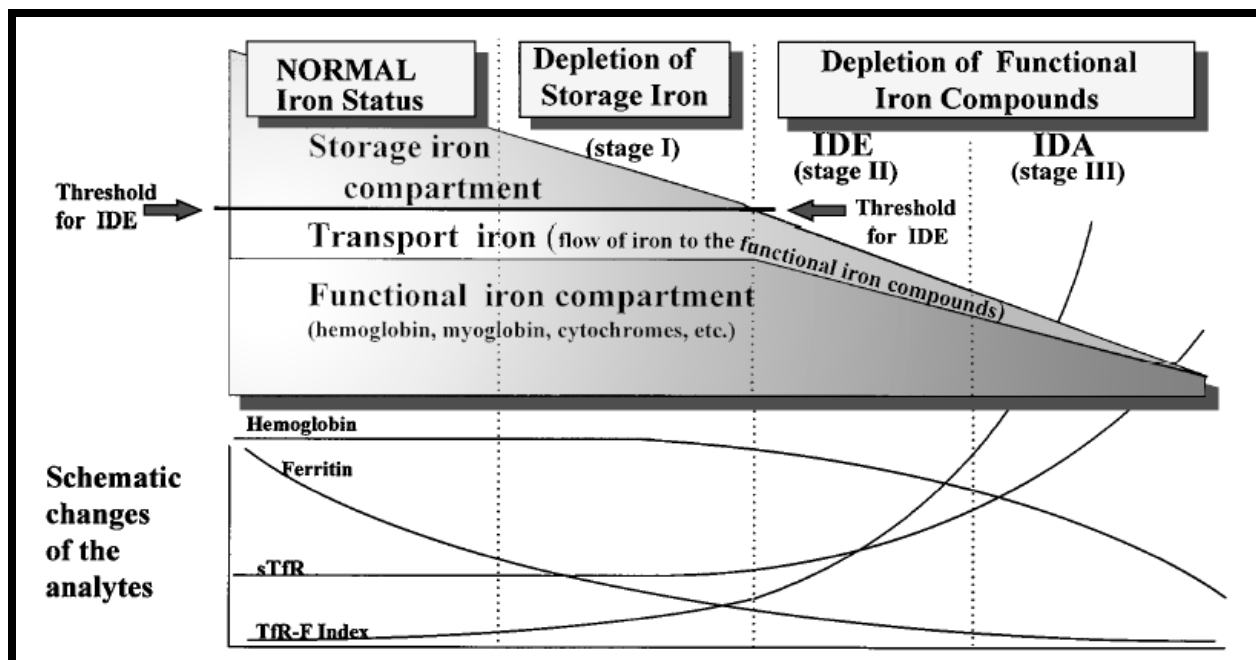 NORMAL
Iron Status
Depletion of
Storage Iron
Depletion of Functional
Iron Compounds
(stage I)
IDE
(stage II)
IDA
(stage III)
Storage iron
compartment
Threshold
for IDE
Threshold
for IDE
Transport iron (flow of iron to the functional iron compounds)
Functional iron compartment
(hemoglobin, myoglobin, cytochromes, etc.)
Hemoglobin
Ferritin
Schematic
changes
of the
analytes
sTfR
TfR-F Index